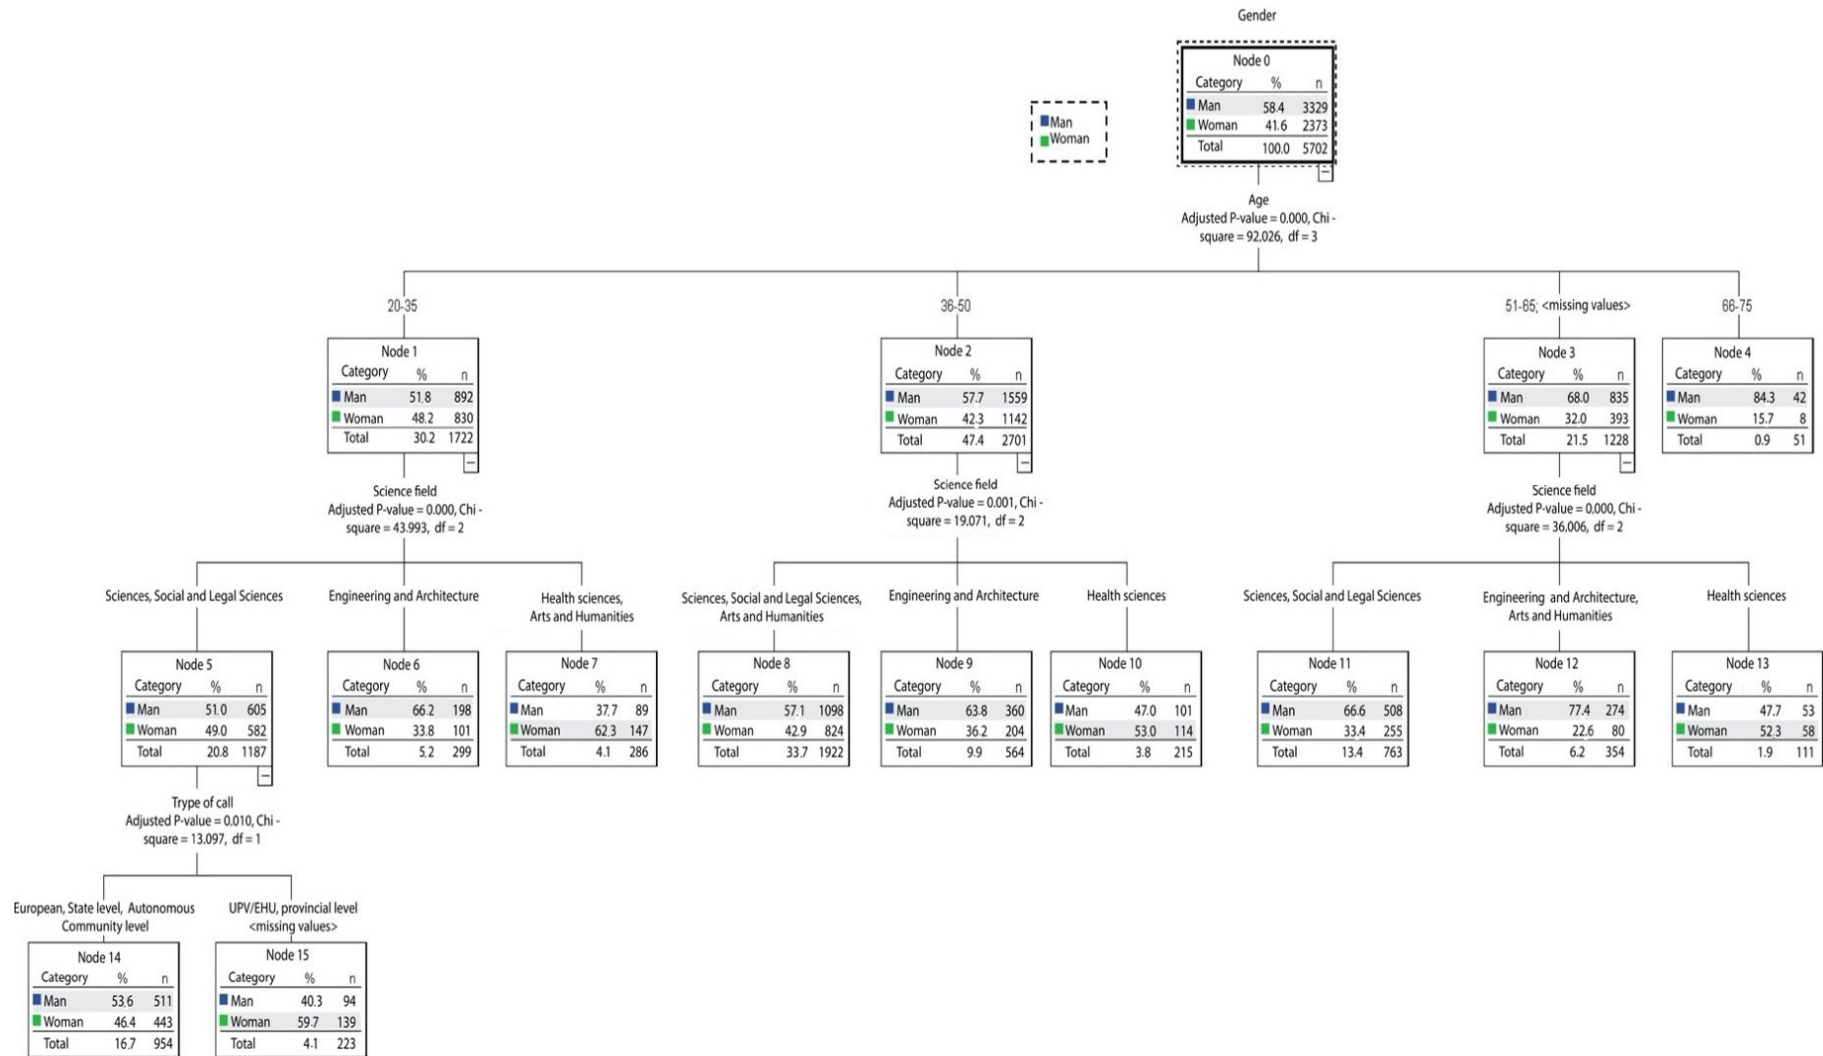 Gender
Node 0
Category % n
Man 58.4 3329
Woman 41.6 2373
Total 100.0 5702
Man
Woman
Age
Adjusted P-value = 0.000, Chi -
square = 92,026, df = 3
20-35
36-50
51-65; <missing values>
66-75
Node 1
Category % n
Man 51.8 892
Woman 48.2 830
Total 30.2 1722
Node 2
Category % n
Man 57.7 1559
Woman 42.3 1142
Total 47.4 2701
Node 3
Category % n
Man 68.0 835
Woman 32.0 393
Total 21.5 1228
Node 4
Category % n
Man 84.3 42
Woman 15.7 8
Total 0.9 51
Science field
Adjusted P-value = 0.000, Chi -
square = 43.993, df = 2
Science field
Adjusted P-value = 0.001, Chi -
square = 19.071, df = 2
Science field
Adjusted P-value = 0,000, Chi -
square = 36,006, df = 2
Sciences, Social and Legal Sciences
Engineering and Architecture
Health sciences,
Arts and Humanities
Sciences, Social and Legal Sciences,
Arts and Humanities
Engineering and Architecture
Health sciences
Sciences, Social and Legal Sciences
Engineering and Architecture,
Arts and Humanities
Health sciences
Node 5
Category % n
Man 51.0 605
Woman 49.0 582
Total 20.8 1187
Node 6
Category % n
Man 66.2 198
Woman 33.8 101
Total 5.2 299
Node 7
Category % n
Man 37.7 89
Woman 62.3 147
Total 4.1 286
Node 8
Category % n
Man 57.1 1098
Woman 42.9 824
Total 33.7 1922
Node 9
Category % n
Man 63.8 360
Woman 36.2 204
Total 9.9 564
Node 10
Category % n
Man 47.0 101
Woman 53.0 114
Total 3.8 215
Node 11
Category % n
Man 66.6 508
Woman 33.4 255
Total 13.4 763
Node 12
Category % n
Man 77.4 274
Woman 22.6 80
Total 6.2 354
Node 13
Category % n
Man 47.7 53
Woman 52.3 58
Total 1.9 111
Trype of call
Adjusted P-value = 0.010, Chi -
square = 13.097, df = 1
European, State level, Autonomous
Community level
UPV/EHU, provincial level
<missing values>
Node 14
Category % n
Man 53,6 511
Woman 46.4 443
Total 16.7 954
Node 15
Category % n
Man 40.3 94
Woman 59.7 139
Total 4.1 223